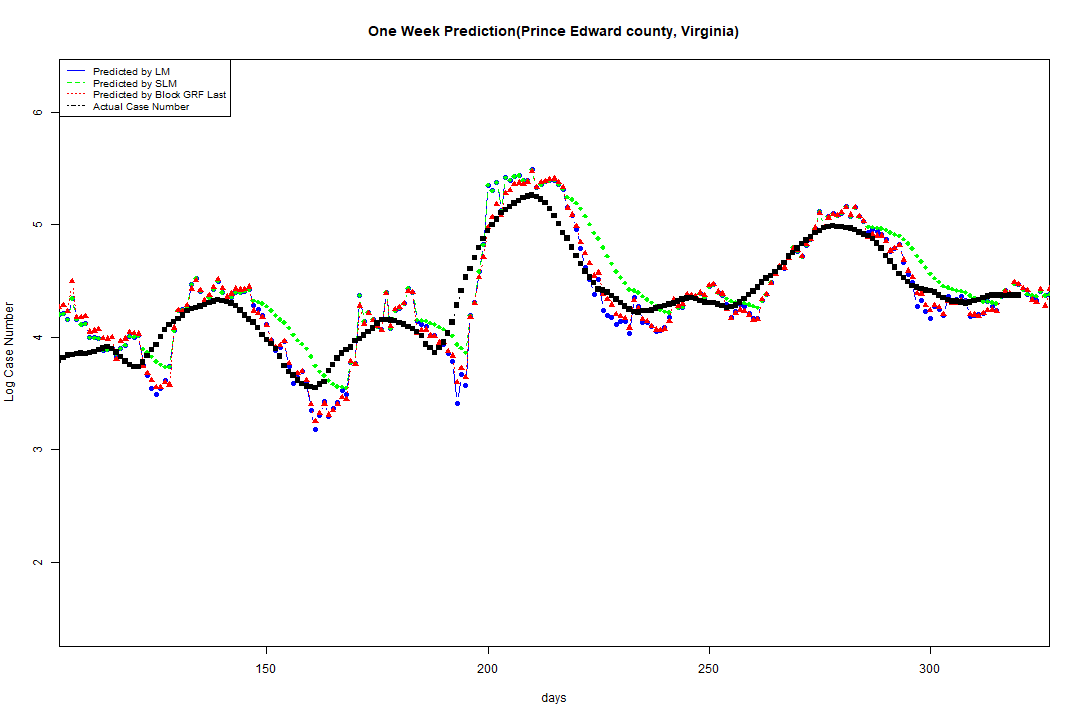 One Week Prediction(Prince Edward county, Virginia)
Predicted by LM
Predicted by SLM
Predicted by Block GRF Last
Actual Case Number
6
5
4
3
2
Log Case Number
150
200
250
300
days